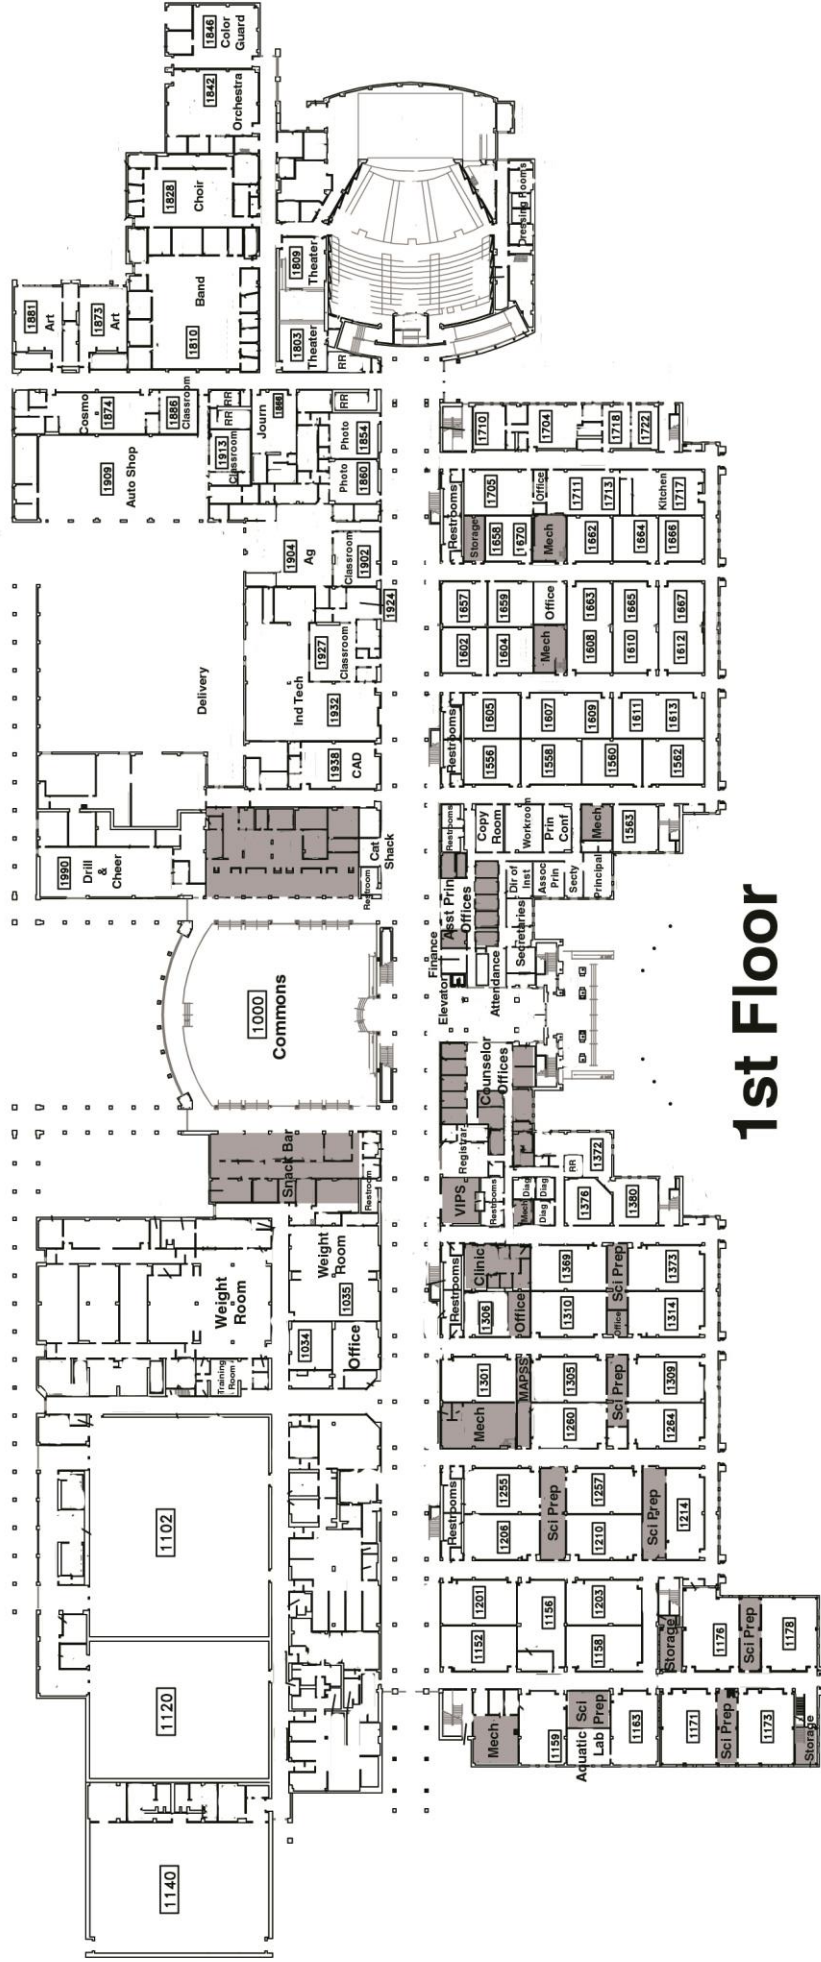 1846
Color
Guard
1842
Orchestra
1828
Choir
1881
Art
1873
Art
Band
1810
1809
Theater
1803
Theater
RR
Dressing Rooms
Cosmo
1874
1886
Classroom
1909
Auto Shop
RR
RR
1913
Classroom
Journ
1866
RR
Photo
1854
Photo
1860
1904
Ag
Classroom
1902
1924
1927
Classroom
Ind Tech
1932
Delivery
1938
CAD
1990
Drill
&
Cheer
Cat
Shack
Restroom
1000
Commons
Snack Bar
Restroom
Weight
Room
Weight
Room
1035
1034
Office
Training
Room
1102
1120
1140
1710
1704
1718
1722
Restrooms
1705
Office
1711
1713
Kitchen
1717
Storage
1658
1670
Mech
1662
1664
1666
1657
1659
Office
1663
1665
1667
1602
1604
Mech
1608
1610
1612
Restrooms
1605
1607
1609
1611
1613
1556
1558
1560
1562
Restrooms
Copy
Room
Workroom
Prin
Conf
Mech
1563
Asst Prin
Offices
Dir of
Inst
Assoc
Prin
Secty
Principal
Finance
Secretaries
Elevator
E
Attendance
Counselor
Offices
Registrar
RR
1372
VIPS
Restrooms
Mech
Diag
Diag
Diag
1376
1380
Restrooms
Clinic
1369
Sci Prep
1373
1306
Office
1310
Office
1314
1301
MAPSS
1305
Sci Prep
1309
Mech
1260
1264
Restrooms
1255
1257
1206
Sci Prep
1210
Sci Prep
1214
1201
1156
1203
1152
1158
Storage
1176
Sci Prep
1178
Mech
1159
Sci
Prep
Aquatic
Lab
1163
1171
Sci Prep
1173
Storage
1st Floor